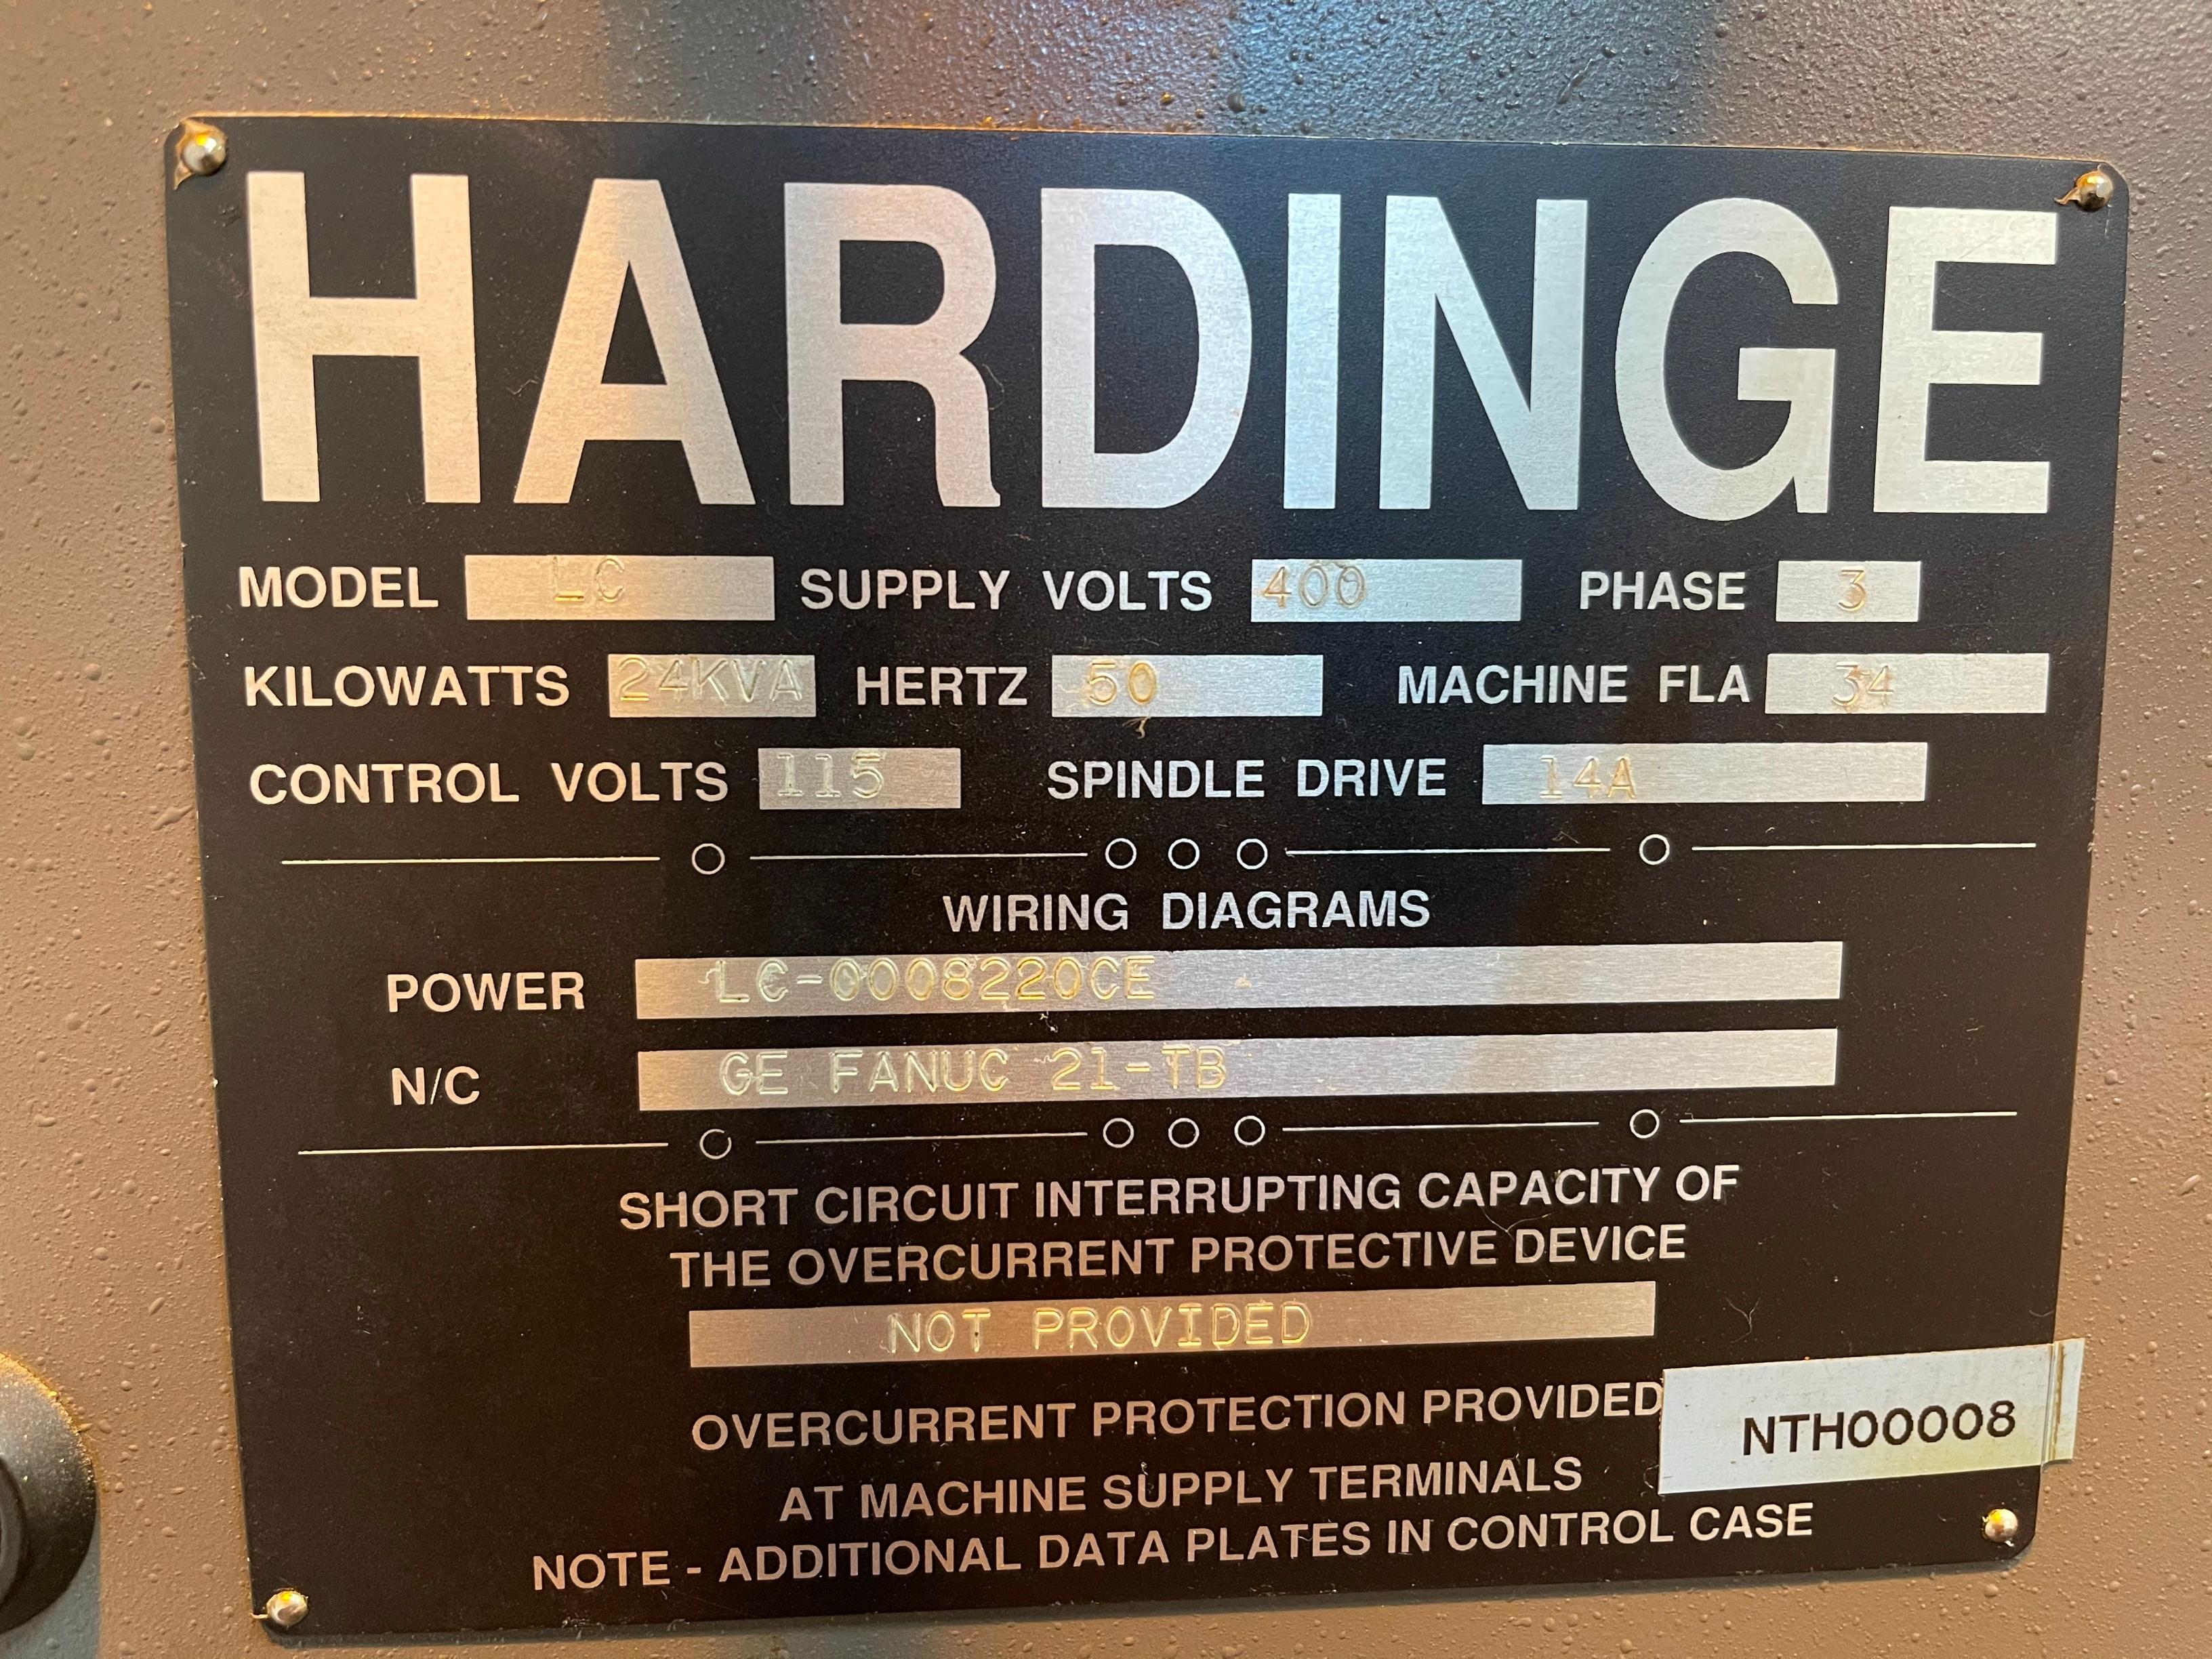 HARDINGE
MODEL LC SUPPLY VOLTS 400 PHASE 3
KILOWATTS 24KVA HERTZ 50 MACHINE FLA 34
CONTROL VOLTS 115 SPINDLE DRIVE 14A
WIRING DIAGRAMS
POWER LC-0008220CE
N/C GE FANUC 21-TB
SHORT CIRCUIT INTERRUPTING CAPACITY OF
THE OVERCURRENT PROTECTIVE DEVICE
NOT PROVIDED
OVERCURRENT PROTECTION PROVIDED
NTH00008
AT MACHINE SUPPLY TERMINALS
NOTE - ADDITIONAL DATA PLATES IN CONTROL CASE